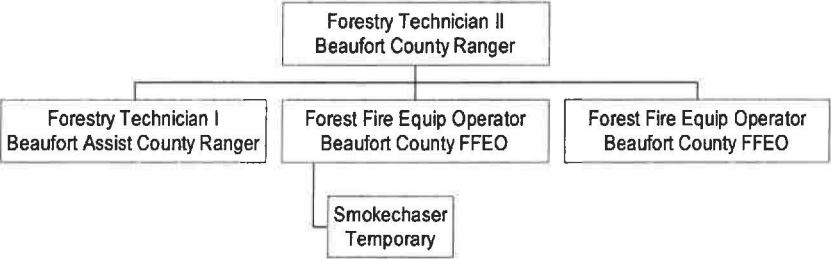 Forestry Technician II
Beaufort County Ranger
Forestry Technician I
Beaufort Assist County Ranger
Forest Fire Equip Operator
Beaufort County FFEO
Forest Fire Equip Operator
Beaufort County FFEO
Smokechaser
Temporary